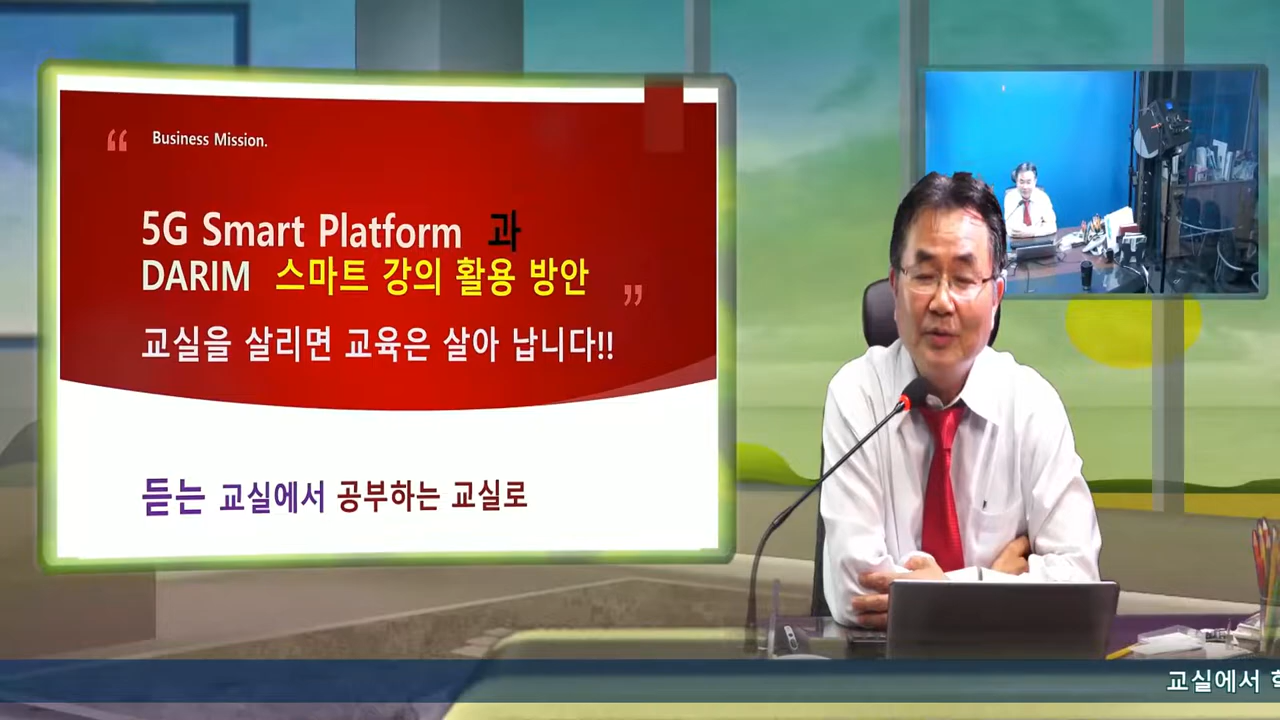 “ Business Mission.
5G Smart Platform 과
DARIM 스마트 강의 활용 방안 ”
교실을 살리면 교육은 살아 납니다!!
듣는 교실에서 공부하는 교실로
교실에서